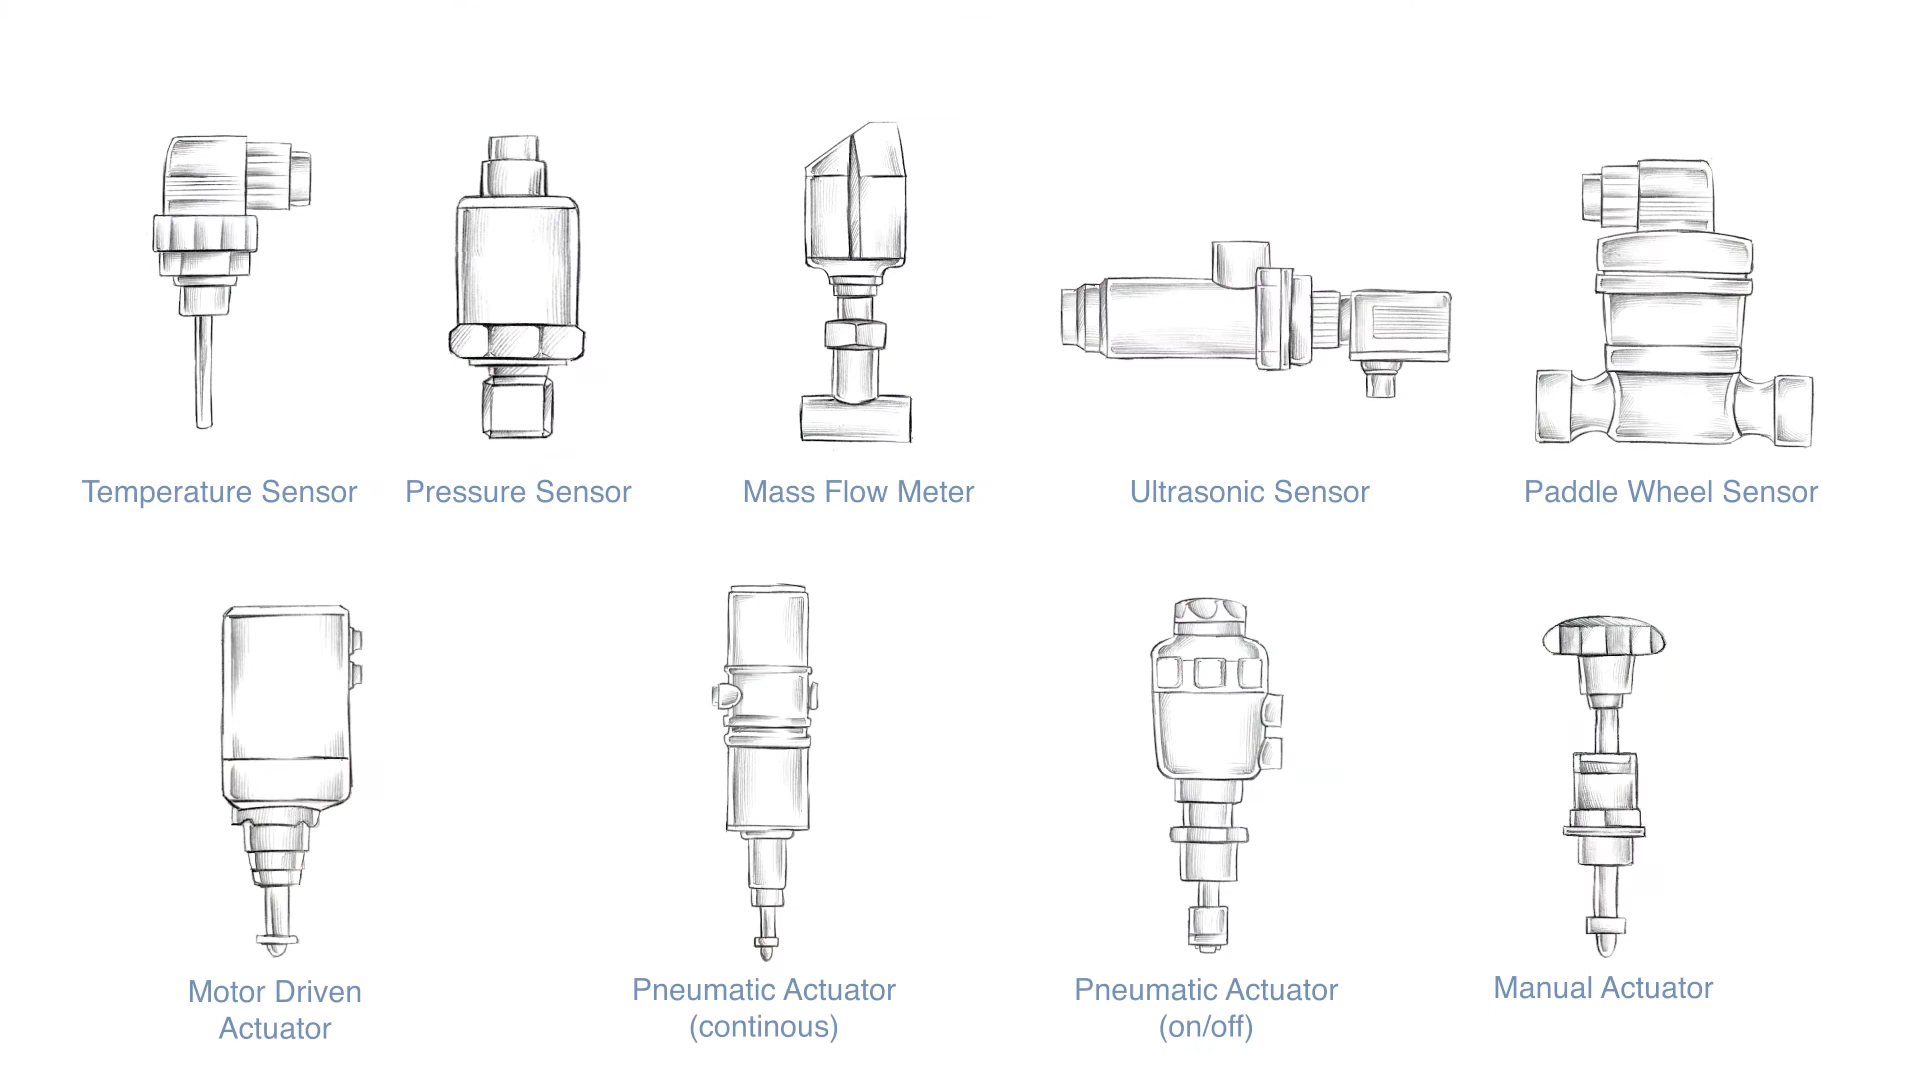 Temperature Sensor
Pressure Sensor
Mass Flow Meter
Ultrasonic Sensor
Paddle Wheel Sensor
Motor Driven
Actuator
Pneumatic Actuator
(continous)
Pneumatic Actuator
(on/off)
Manual Actuator